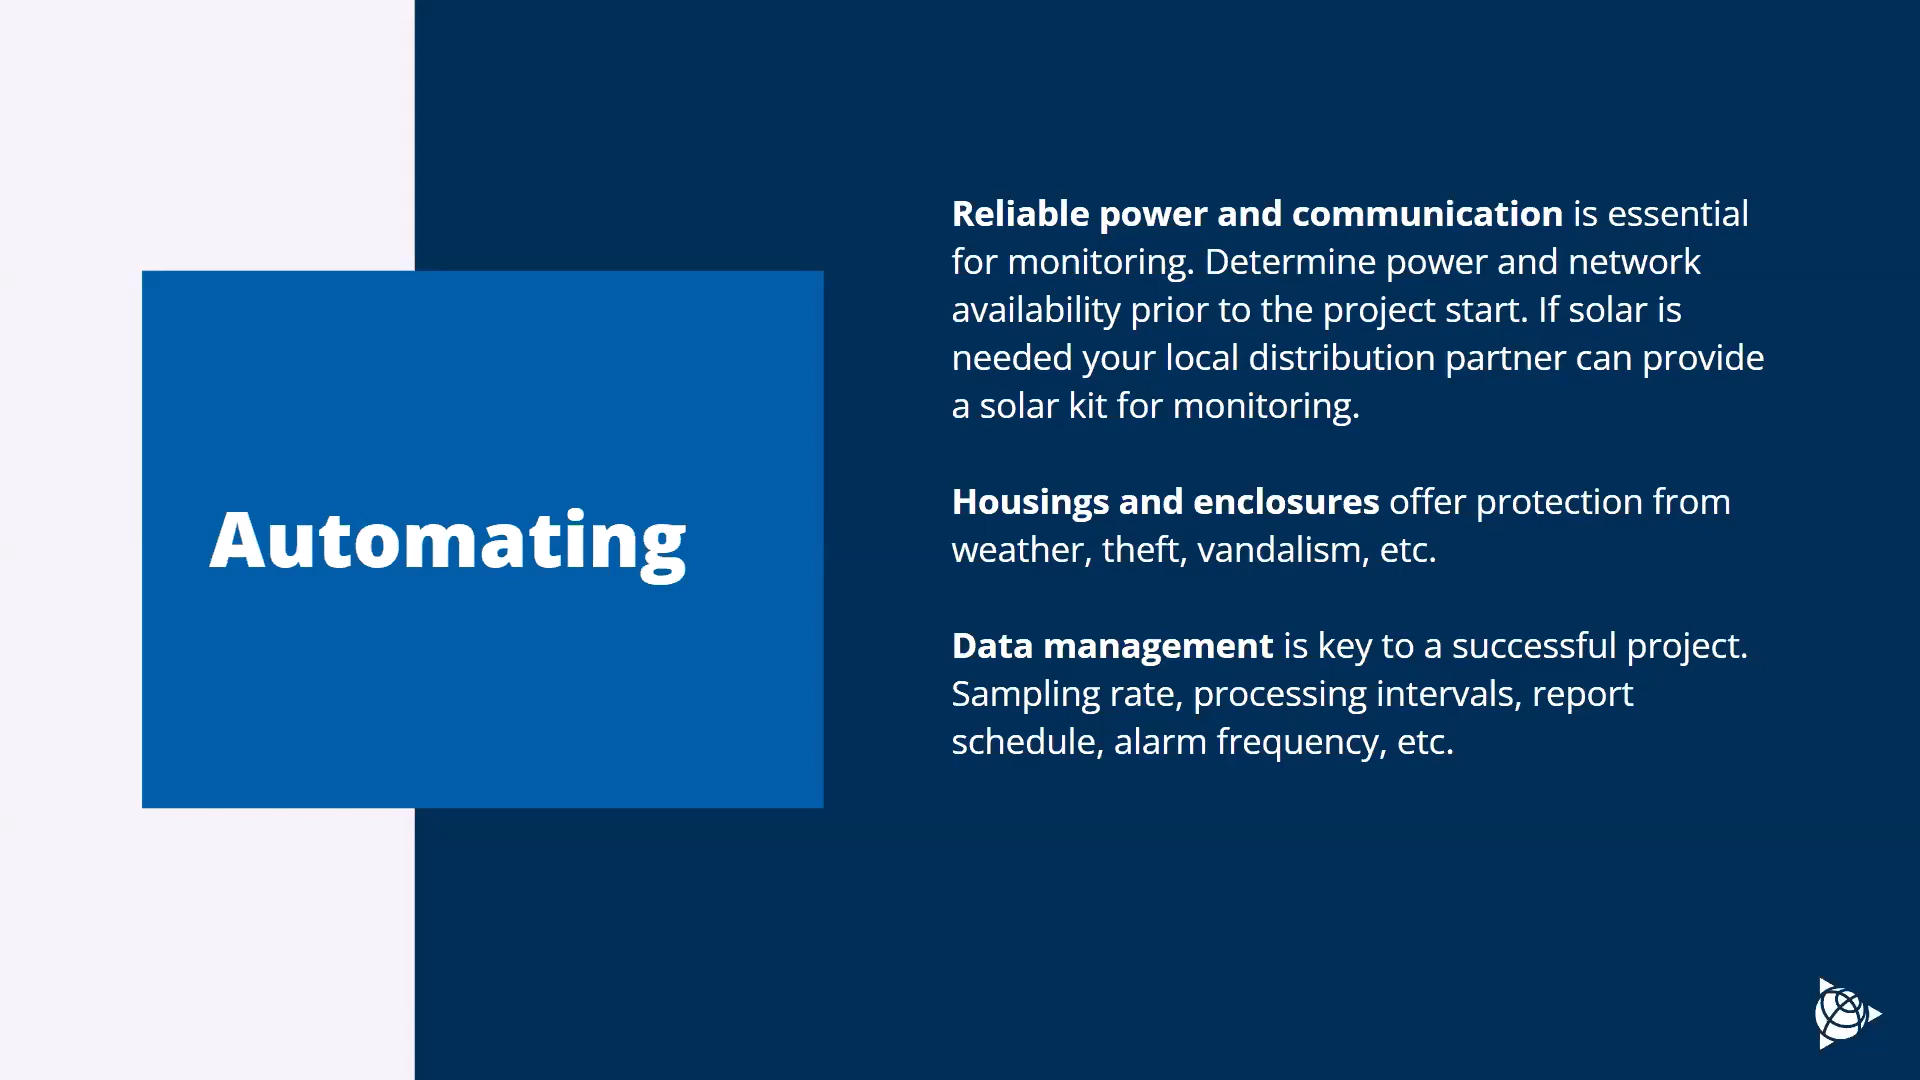 Automating
Reliable power and communication is essential
for monitoring. Determine power and network
availability prior to the project start. If solar is
needed your local distribution partner can provide
a solar kit for monitoring.
Housings and enclosures offer protection from
weather, theft, vandalism, etc.
Data management is key to a successful project.
Sampling rate, processing intervals, report
schedule, alarm frequency, etc.